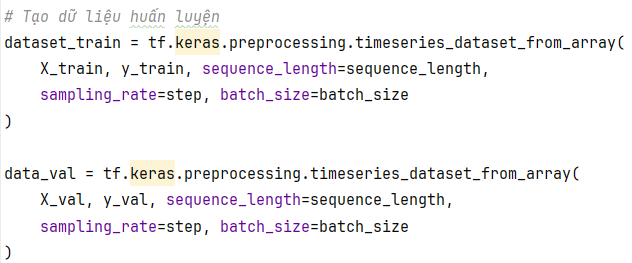 # Tạo dữ liệu huấn luyện
dataset_train = tf.keras.preprocessing.timeseries_dataset_from_array(
    X_train, y_train, sequence_length=sequence_length,
    sampling_rate=step, batch_size=batch_size
)

data_val = tf.keras.preprocessing.timeseries_dataset_from_array(
    X_val, y_val, sequence_length=sequence_length,
    sampling_rate=step, batch_size=batch_size
)